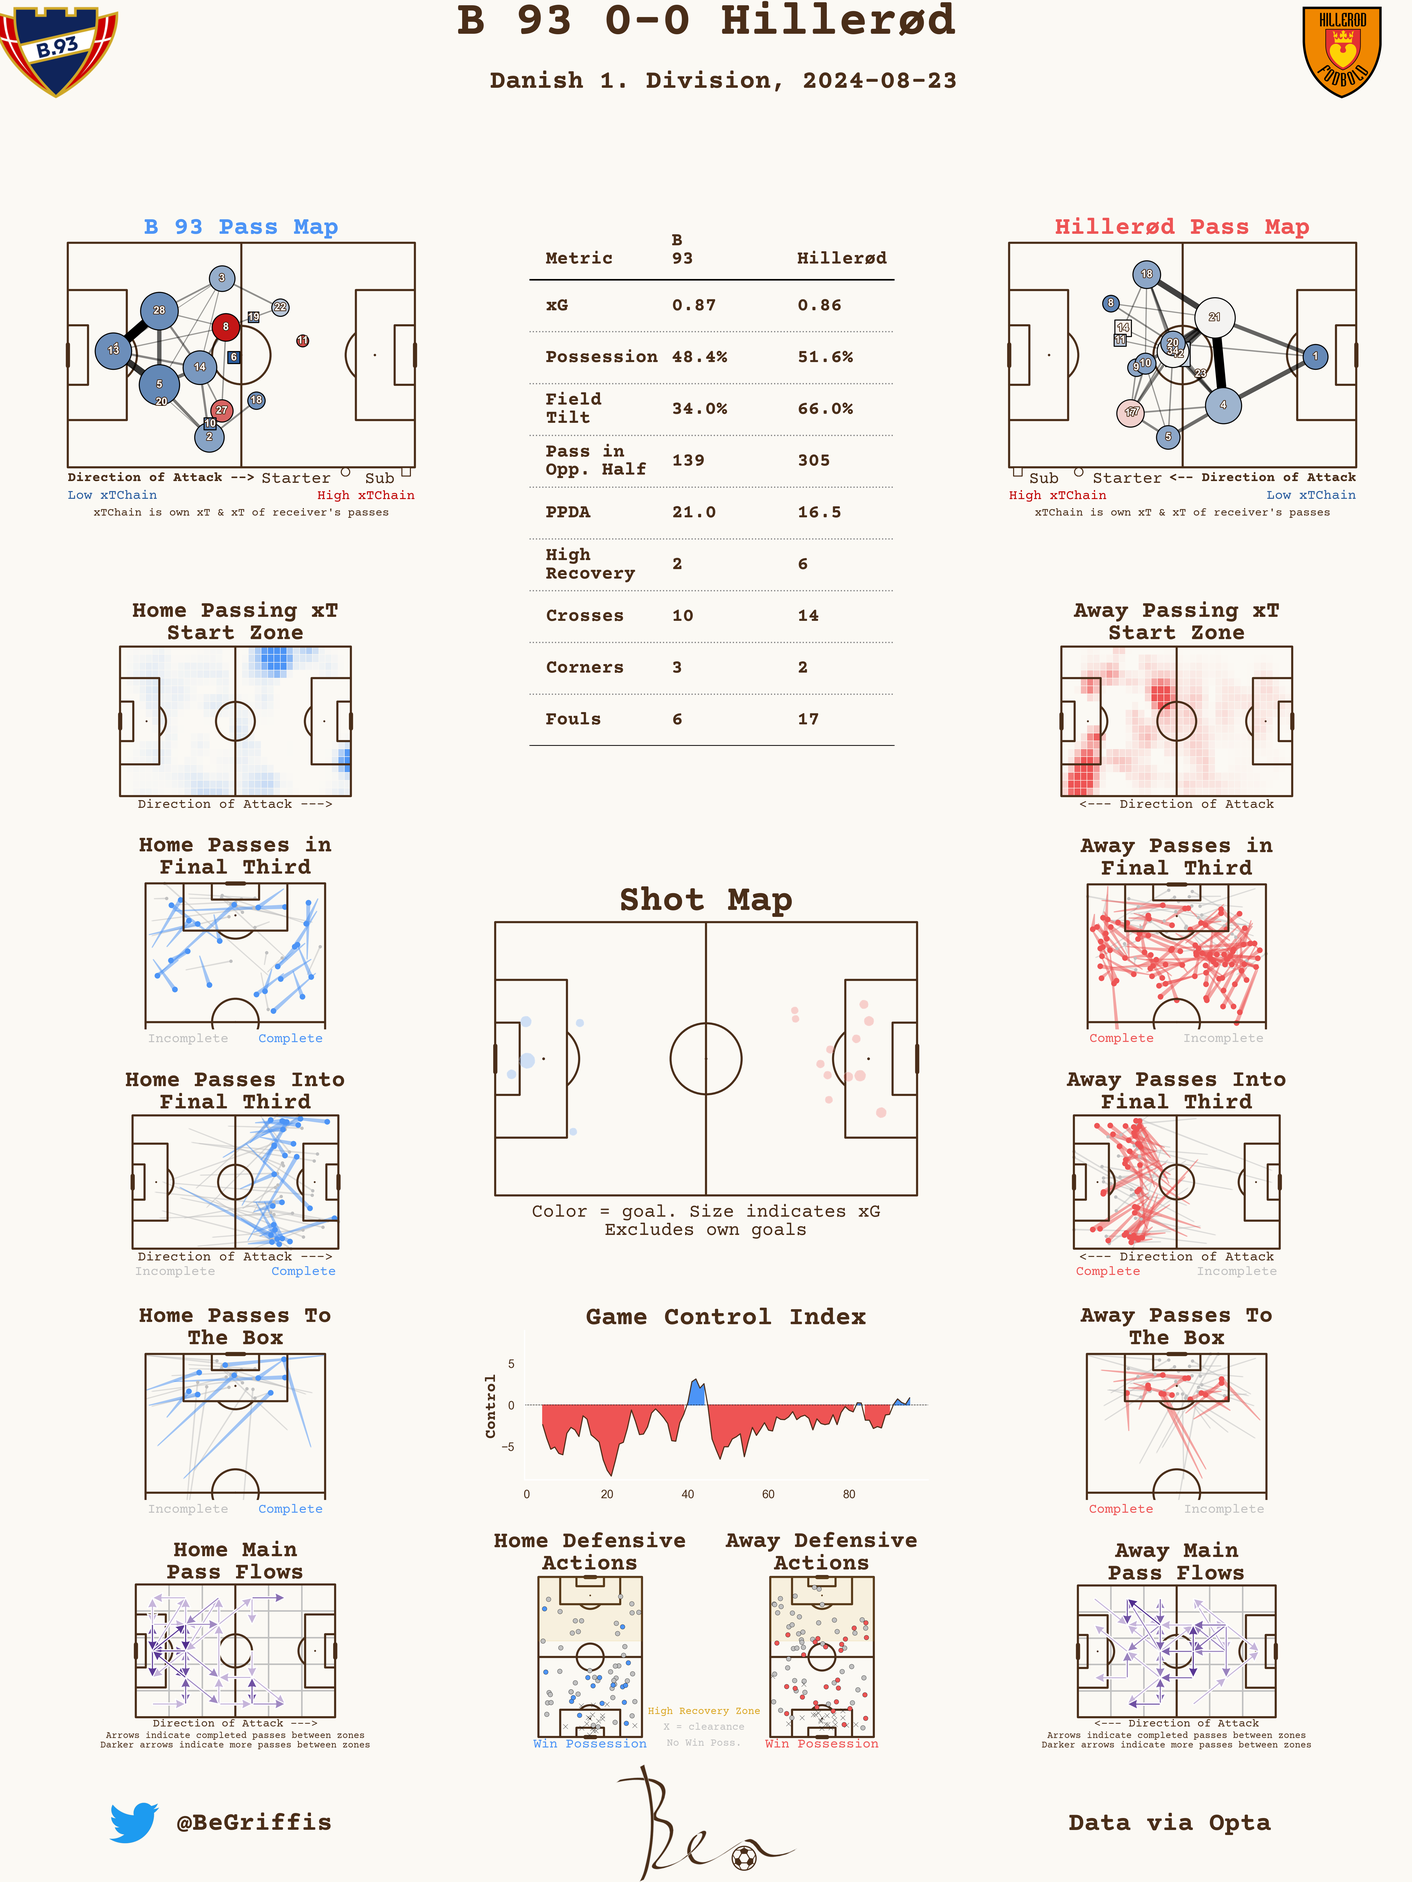 B 93 0-0 Hillerød
Danish 1. Division, 2024-08-23
B.93
HILLERØD
FODBOLD
B 93 Pass Map
3
28
22
19
8
11
13
6
14
5
20
27
18
10
2
Direction of Attack --> Starter Sub
Low xTChain High xTChain
xTChain is own xT & xT of receiver's passes
Metric B 93 Hillerød
xG 0.87 0.86
Possession 48.4% 51.6%
Field Tilt 34.0% 66.0%
Pass in Opp. Half 139 305
PPDA 21.0 16.5
High Recovery 2 6
Crosses 10 14
Corners 3 2
Fouls 6 17
Hillerød Pass Map
18
8
21
14
11
20
1
9
10
23
4
5
Sub Starter <-- Direction of Attack
High xTChain Low xTChain
xTChain is own xT & xT of receiver's passes
Home Passing xT
Start Zone
Direction of Attack --->
Away Passing xT
Start Zone
<--- Direction of Attack
Home Passes in
Final Third
Incomplete Complete
Away Passes in
Final Third
Complete Incomplete
Shot Map
Color = goal. Size indicates xG
Excludes own goals
Home Passes Into
Final Third
Direction of Attack --->
Incomplete Complete
Away Passes Into
Final Third
<--- Direction of Attack
Complete Incomplete
Home Passes To
The Box
Incomplete Complete
Game Control Index
Control
5
0
−5
0 20 40 60 80
Away Passes To
The Box
Complete Incomplete
Home Main
Pass Flows
Direction of Attack --->
Arrows indicate completed passes between zones
Darker arrows indicate more passes between zones
Home Defensive
Actions
Win Possession
High Recovery Zone
X = clearance
No Win Poss.
Away Defensive
Actions
Win Possession
Away Main
Pass Flows
<--- Direction of Attack
Arrows indicate completed passes between zones
Darker arrows indicate more passes between zones
@BeGriffis
Ben
Data via Opta